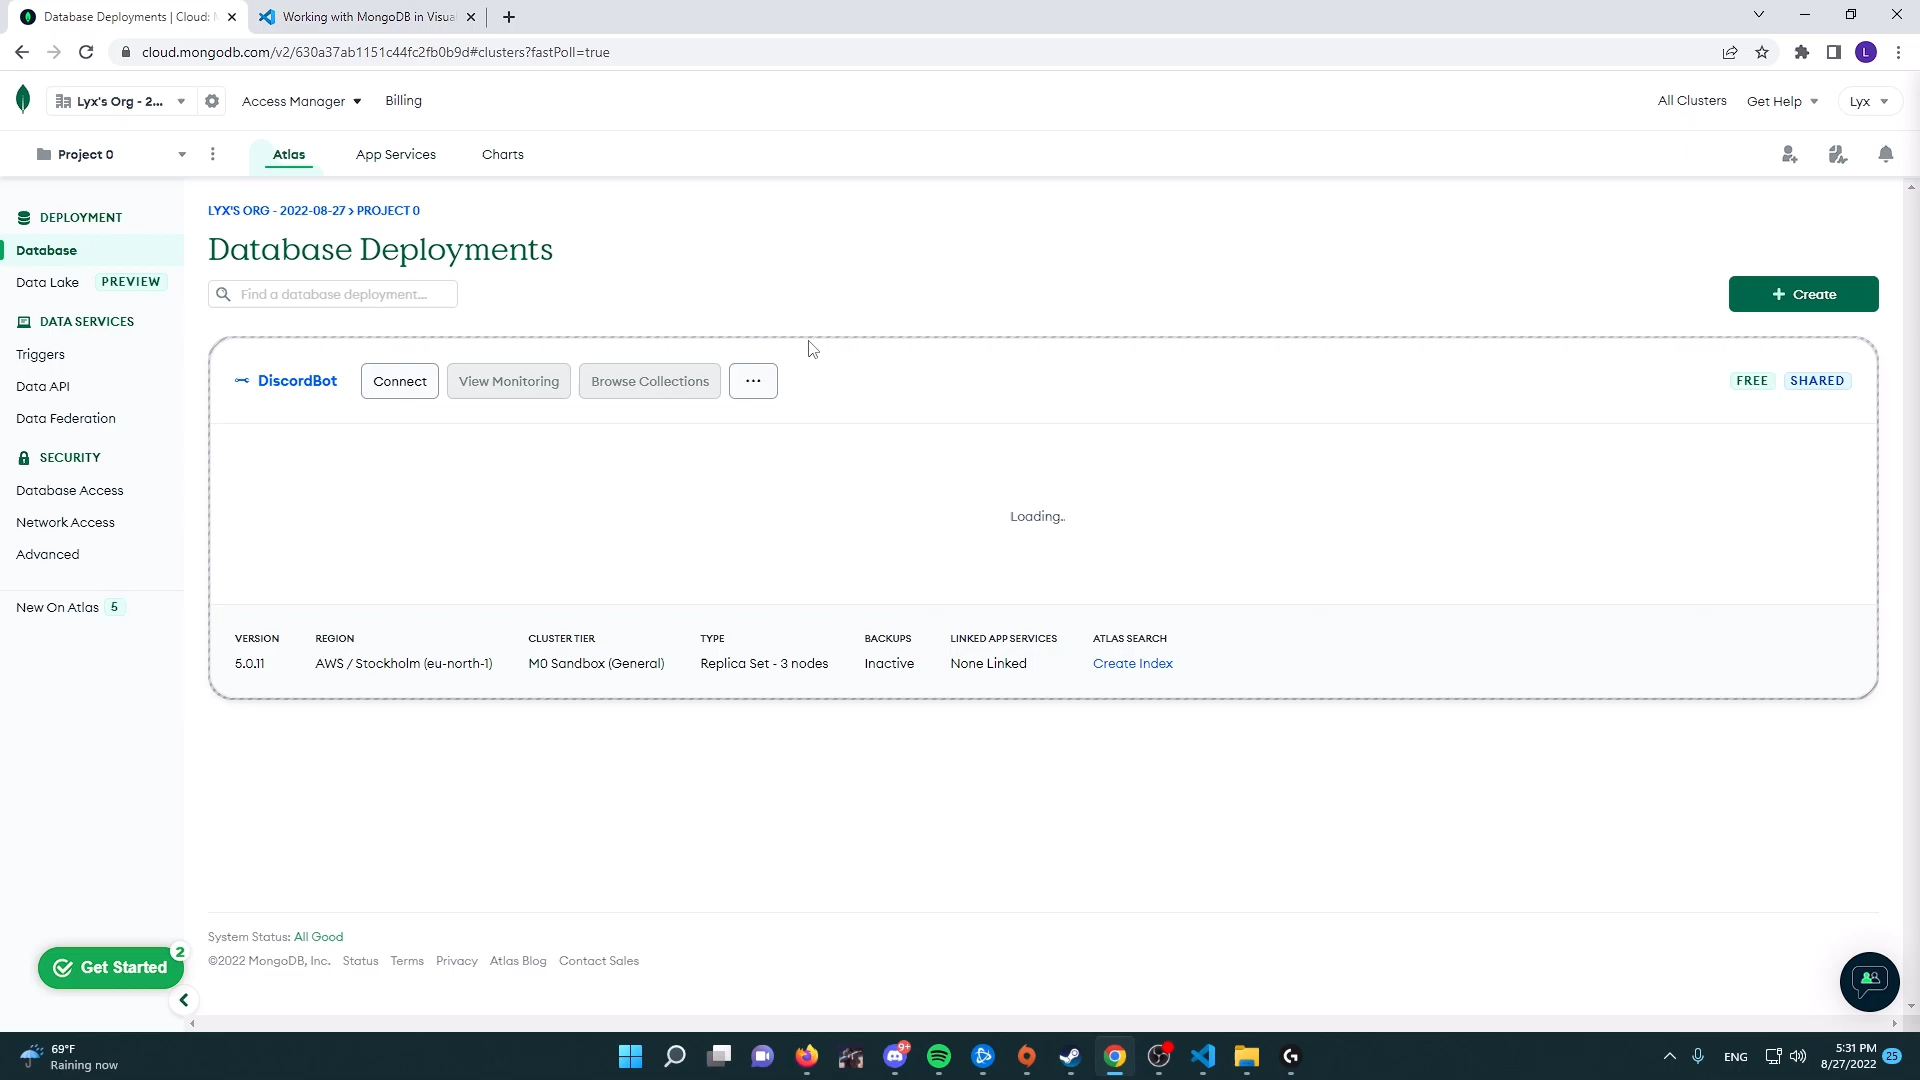 Database Deployments | Cloud: M
Working with MongoDB in Visual
cloud.mongodb.com/v2/630a37ab1151c44fc2fb0b9d#clusters?fastPoll=true
L
Lyx's Org - 2...
Access Manager
Billing
All Clusters
Get Help
Lyx
Project 0
Atlas
App Services
Charts
DEPLOYMENT
Database
Data Lake PREVIEW
DATA SERVICES
Triggers
Data API
Data Federation
SECURITY
Database Access
Network Access
Advanced
New On Atlas 5
LYX'S ORG - 2022-08-27 > PROJECT 0
Database Deployments
Find a database deployment...
+ Create
DiscordBot
Connect
View Monitoring
Browse Collections
...
FREE
SHARED
Loading..
VERSION REGION CLUSTER TIER TYPE BACKUPS LINKED APP SERVICES ATLAS SEARCH
5.0.11 AWS / Stockholm (eu-north-1) M0 Sandbox (General) Replica Set - 3 nodes Inactive None Linked Create Index
System Status: All Good
©2022 MongoDB, Inc. Status Terms Privacy Atlas Blog Contact Sales
Get Started
2
69°F
Raining now
9+
ENG
5:31 PM
8/27/2022
25